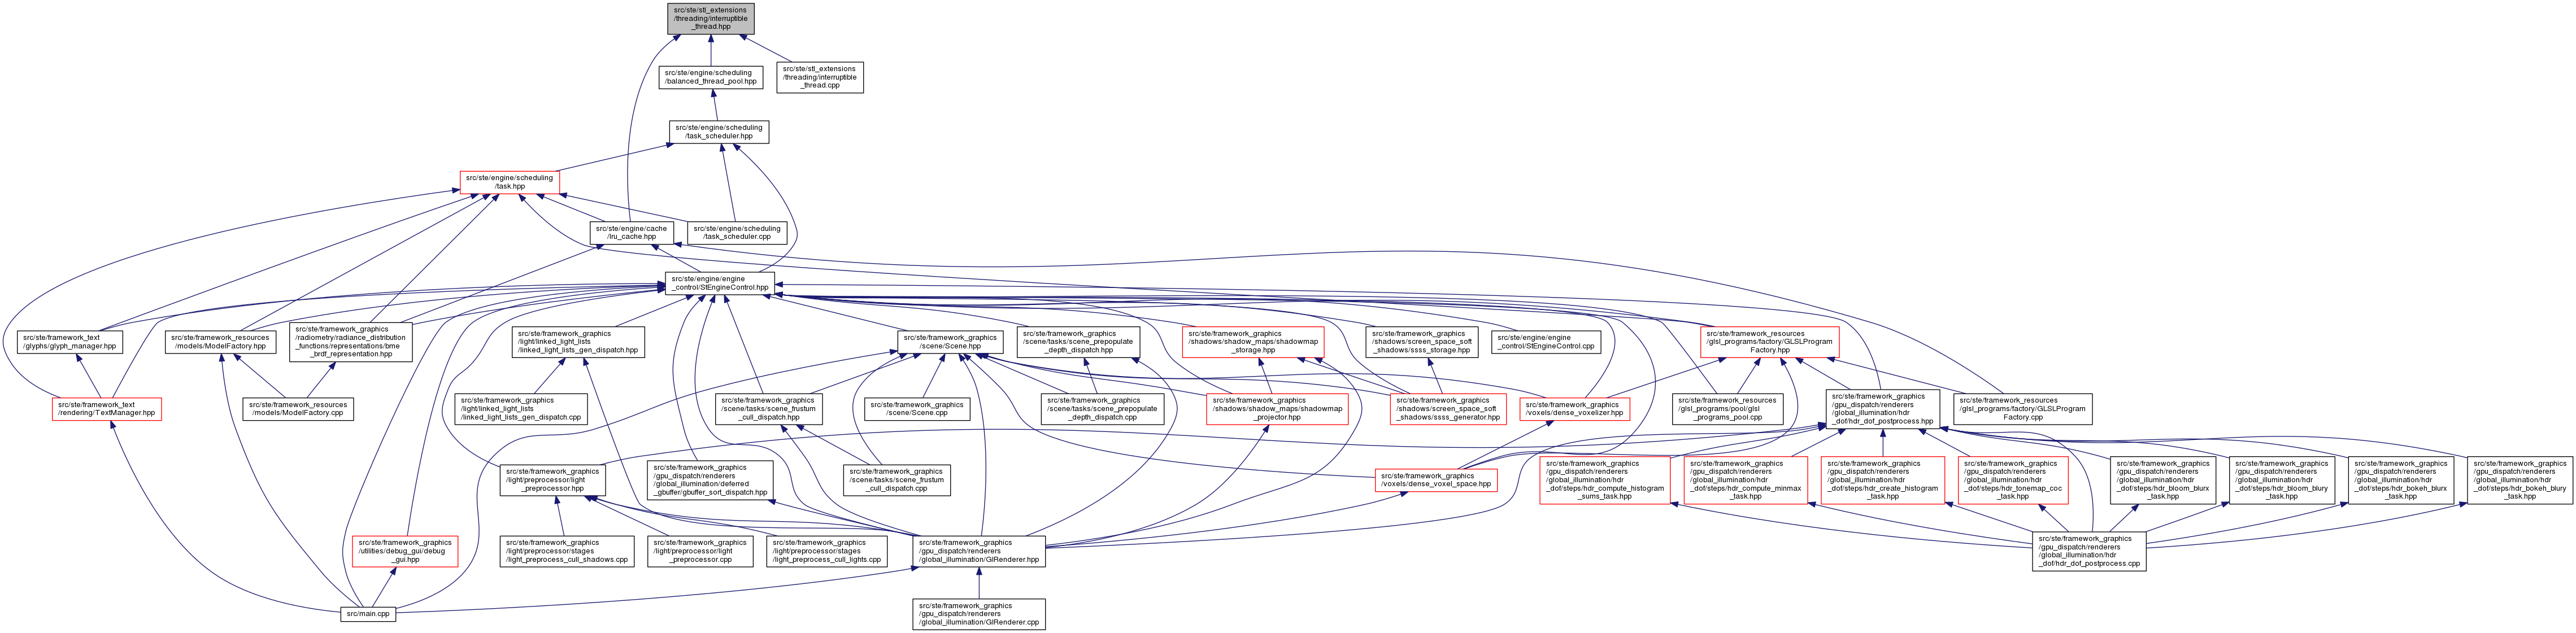 src/ste/stl_extensions
/threading/interruptible
_thread.hpp
src/ste/engine/scheduling
/balanced_thread_pool.hpp
src/ste/stl_extensions
/threading/interruptible
_thread.cpp
src/ste/engine/scheduling
/task_scheduler.hpp
src/ste/engine/scheduling
/task.hpp
src/ste/engine/cache
/lru_cache.hpp
src/ste/engine/scheduling
/task_scheduler.cpp
src/ste/engine/engine
_control/StEngineControl.hpp
src/ste/framework_text
/glyphs/glyph_manager.hpp
src/ste/framework_resources
/models/ModelFactory.hpp
src/ste/framework_graphics
/radiometry/radiance_distribution
_functions/representations/bme
_brdf_representation.hpp
src/ste/framework_graphics
/light/linked_light_lists
/linked_light_lists_gen_dispatch.hpp
src/ste/framework_graphics
/scene/Scene.hpp
src/ste/framework_graphics
/scene/tasks/scene_prepopulate
_depth_dispatch.hpp
src/ste/framework_graphics
/shadows/shadow_maps/shadowmap
_storage.hpp
src/ste/framework_graphics
/shadows/screen_space_soft
_shadows/ssss_storage.hpp
src/ste/engine/engine
_control/StEngineControl.cpp
src/ste/framework_resources
/glsl_programs/factory/GLSLProgram
Factory.hpp
src/ste/framework_text
/rendering/TextManager.hpp
src/ste/framework_resources
/models/ModelFactory.cpp
src/ste/framework_graphics
/light/linked_light_lists
/linked_light_lists_gen_dispatch.cpp
src/ste/framework_graphics
/scene/tasks/scene_frustum
_cull_dispatch.hpp
src/ste/framework_graphics
/scene/Scene.cpp
src/ste/framework_graphics
/scene/tasks/scene_prepopulate
_depth_dispatch.cpp
src/ste/framework_graphics
/shadows/shadow_maps/shadowmap
_projector.hpp
src/ste/framework_graphics
/shadows/screen_space_soft
_shadows/ssss_generator.hpp
src/ste/framework_graphics
/voxels/dense_voxelizer.hpp
src/ste/framework_resources
/glsl_programs/pool/glsl
_programs_pool.cpp
src/ste/framework_graphics
/gpu_dispatch/renderers
/global_illumination/hdr
_dof/hdr_dof_postprocess.hpp
src/ste/framework_resources
/glsl_programs/factory/GLSLProgram
Factory.cpp
src/ste/framework_graphics
/light/preprocessor/light
_preprocessor.hpp
src/ste/framework_graphics
/gpu_dispatch/renderers
/global_illumination/deferred
_gbuffer/gbuffer_sort_dispatch.hpp
src/ste/framework_graphics
/scene/tasks/scene_frustum
_cull_dispatch.cpp
src/ste/framework_graphics
/voxels/dense_voxel_space.hpp
src/ste/framework_graphics
/gpu_dispatch/renderers
/global_illumination/hdr
_dof/steps/hdr_compute_histogram
_sums_task.hpp
src/ste/framework_graphics
/gpu_dispatch/renderers
/global_illumination/hdr
_dof/steps/hdr_compute_minmax
_task.hpp
src/ste/framework_graphics
/gpu_dispatch/renderers
/global_illumination/hdr
_dof/steps/hdr_create_histogram
_task.hpp
src/ste/framework_graphics
/gpu_dispatch/renderers
/global_illumination/hdr
_dof/steps/hdr_tonemap_coc
_task.hpp
src/ste/framework_graphics
/gpu_dispatch/renderers
/global_illumination/hdr
_dof/steps/hdr_bloom_blurx
_task.hpp
src/ste/framework_graphics
/gpu_dispatch/renderers
/global_illumination/hdr
_dof/steps/hdr_bloom_blury
_task.hpp
src/ste/framework_graphics
/gpu_dispatch/renderers
/global_illumination/hdr
_dof/steps/hdr_bokeh_blurx
_task.hpp
src/ste/framework_graphics
/gpu_dispatch/renderers
/global_illumination/hdr
_dof/steps/hdr_bokeh_blury
_task.hpp
src/ste/framework_graphics
/utilities/debug_gui/debug
_gui.hpp
src/ste/framework_graphics
/light/preprocessor/stages
/light_preprocess_cull_shadows.cpp
src/ste/framework_graphics
/light/preprocessor/light
_preprocessor.cpp
src/ste/framework_graphics
/light/preprocessor/stages
/light_preprocess_cull_lights.cpp
src/ste/framework_graphics
/gpu_dispatch/renderers
/global_illumination/GIRenderer.hpp
src/ste/framework_graphics
/gpu_dispatch/renderers
/global_illumination/hdr
_dof/hdr_dof_postprocess.cpp
src/main.cpp
src/ste/framework_graphics
/gpu_dispatch/renderers
/global_illumination/GIRenderer.cpp